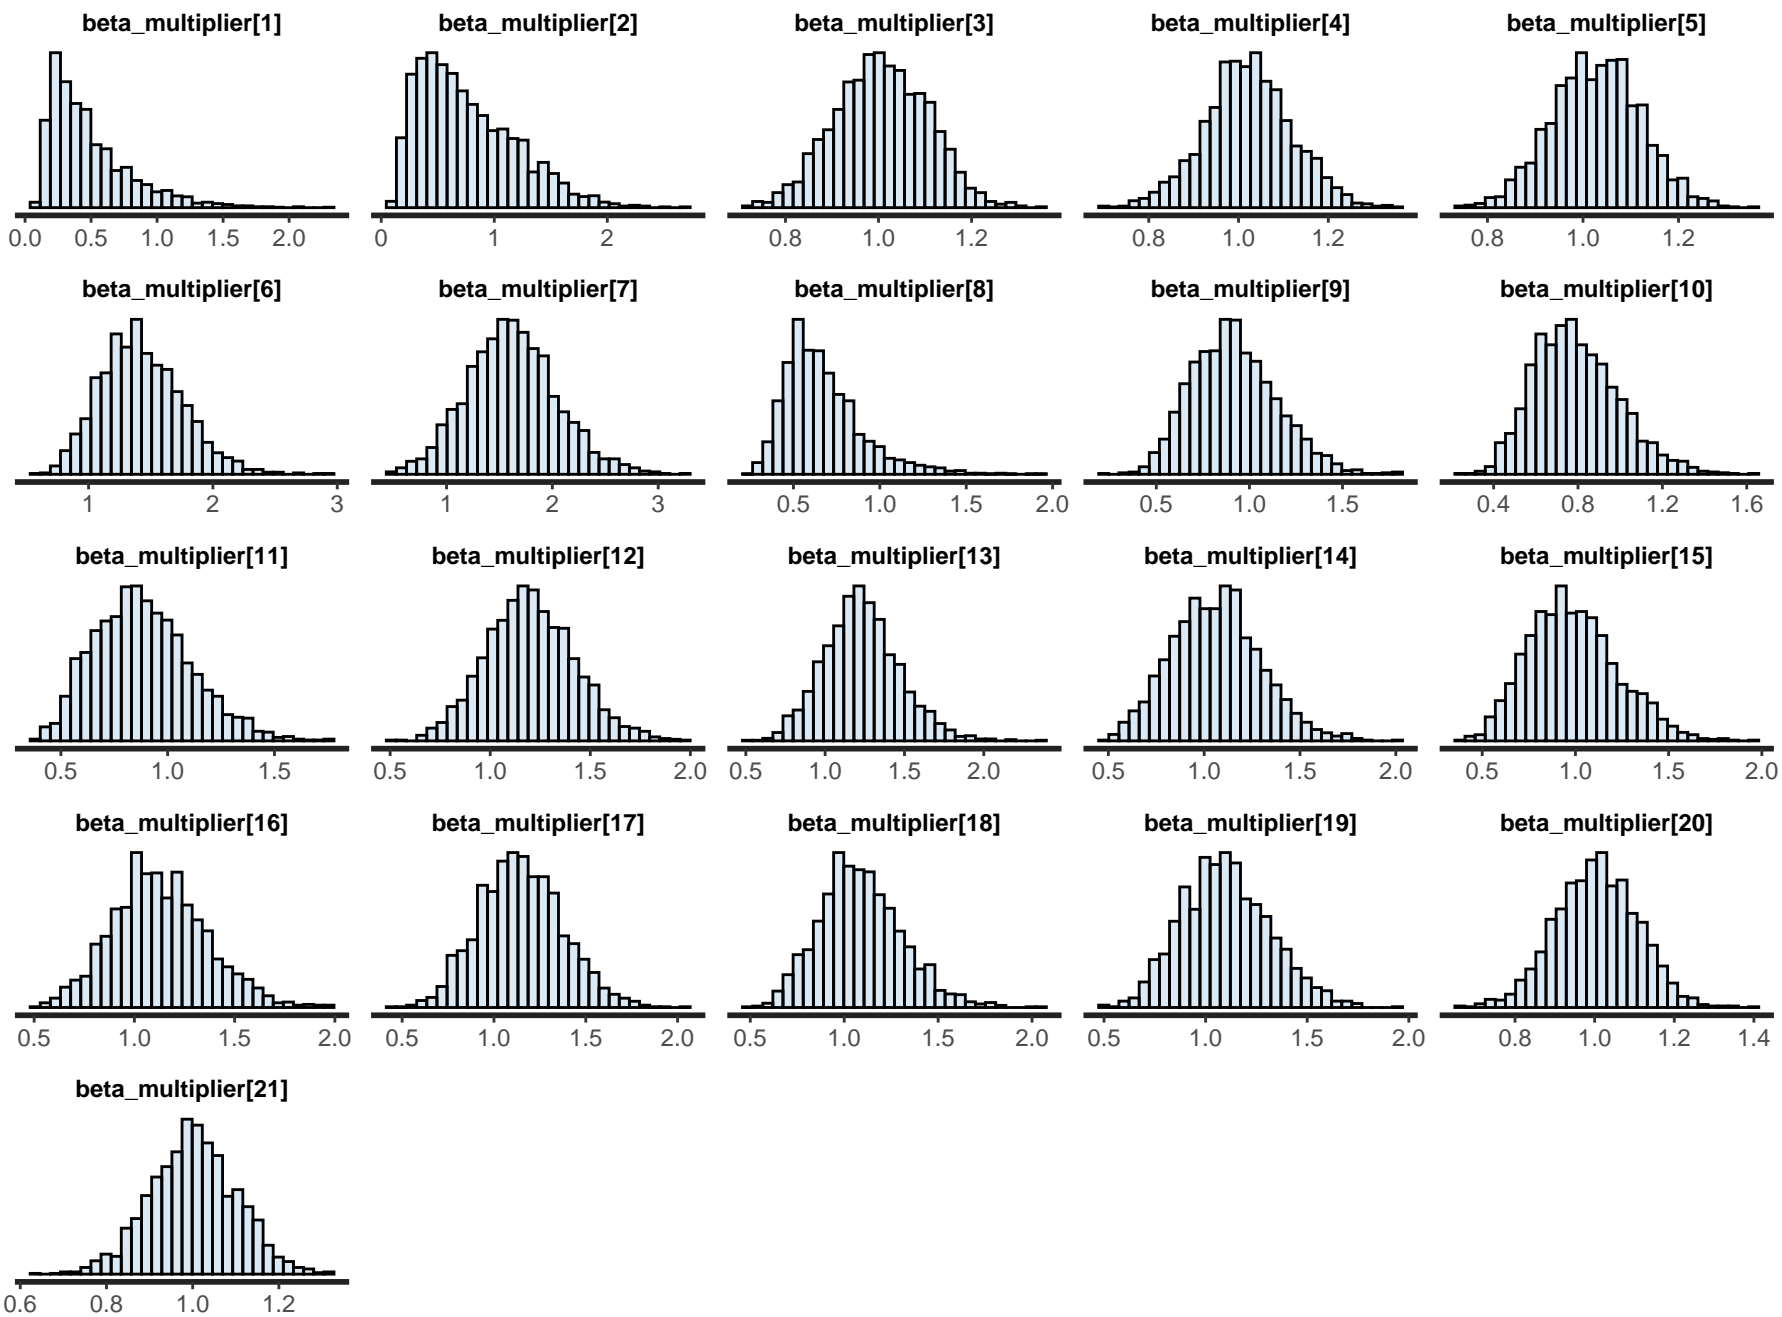 beta_multiplier[1] beta_multiplier[2] beta_multiplier[3] beta_multiplier[4] beta_multiplier[5]
0.0 0.5 1.0 1.5 2.0 0 1 2 0.8 1.0 1.2 0.8 1.0 1.2 0.8 1.0 1.2
beta_multiplier[6] beta_multiplier[7] beta_multiplier[8] beta_multiplier[9] beta_multiplier[10]
1 2 3 1 2 3 0.5 1.0 1.5 2.0 0.5 1.0 1.5 0.4 0.8 1.2 1.6
beta_multiplier[11] beta_multiplier[12] beta_multiplier[13] beta_multiplier[14] beta_multiplier[15]
0.5 1.0 1.5 0.5 1.0 1.5 2.0 0.5 1.0 1.5 2.0 0.5 1.0 1.5 2.0 0.5 1.0 1.5 2.0
beta_multiplier[16] beta_multiplier[17] beta_multiplier[18] beta_multiplier[19] beta_multiplier[20]
0.5 1.0 1.5 2.0 0.5 1.0 1.5 2.0 0.5 1.0 1.5 2.0 0.5 1.0 1.5 2.0 0.8 1.0 1.2 1.4
beta_multiplier[21]
0.6 0.8 1.0 1.2